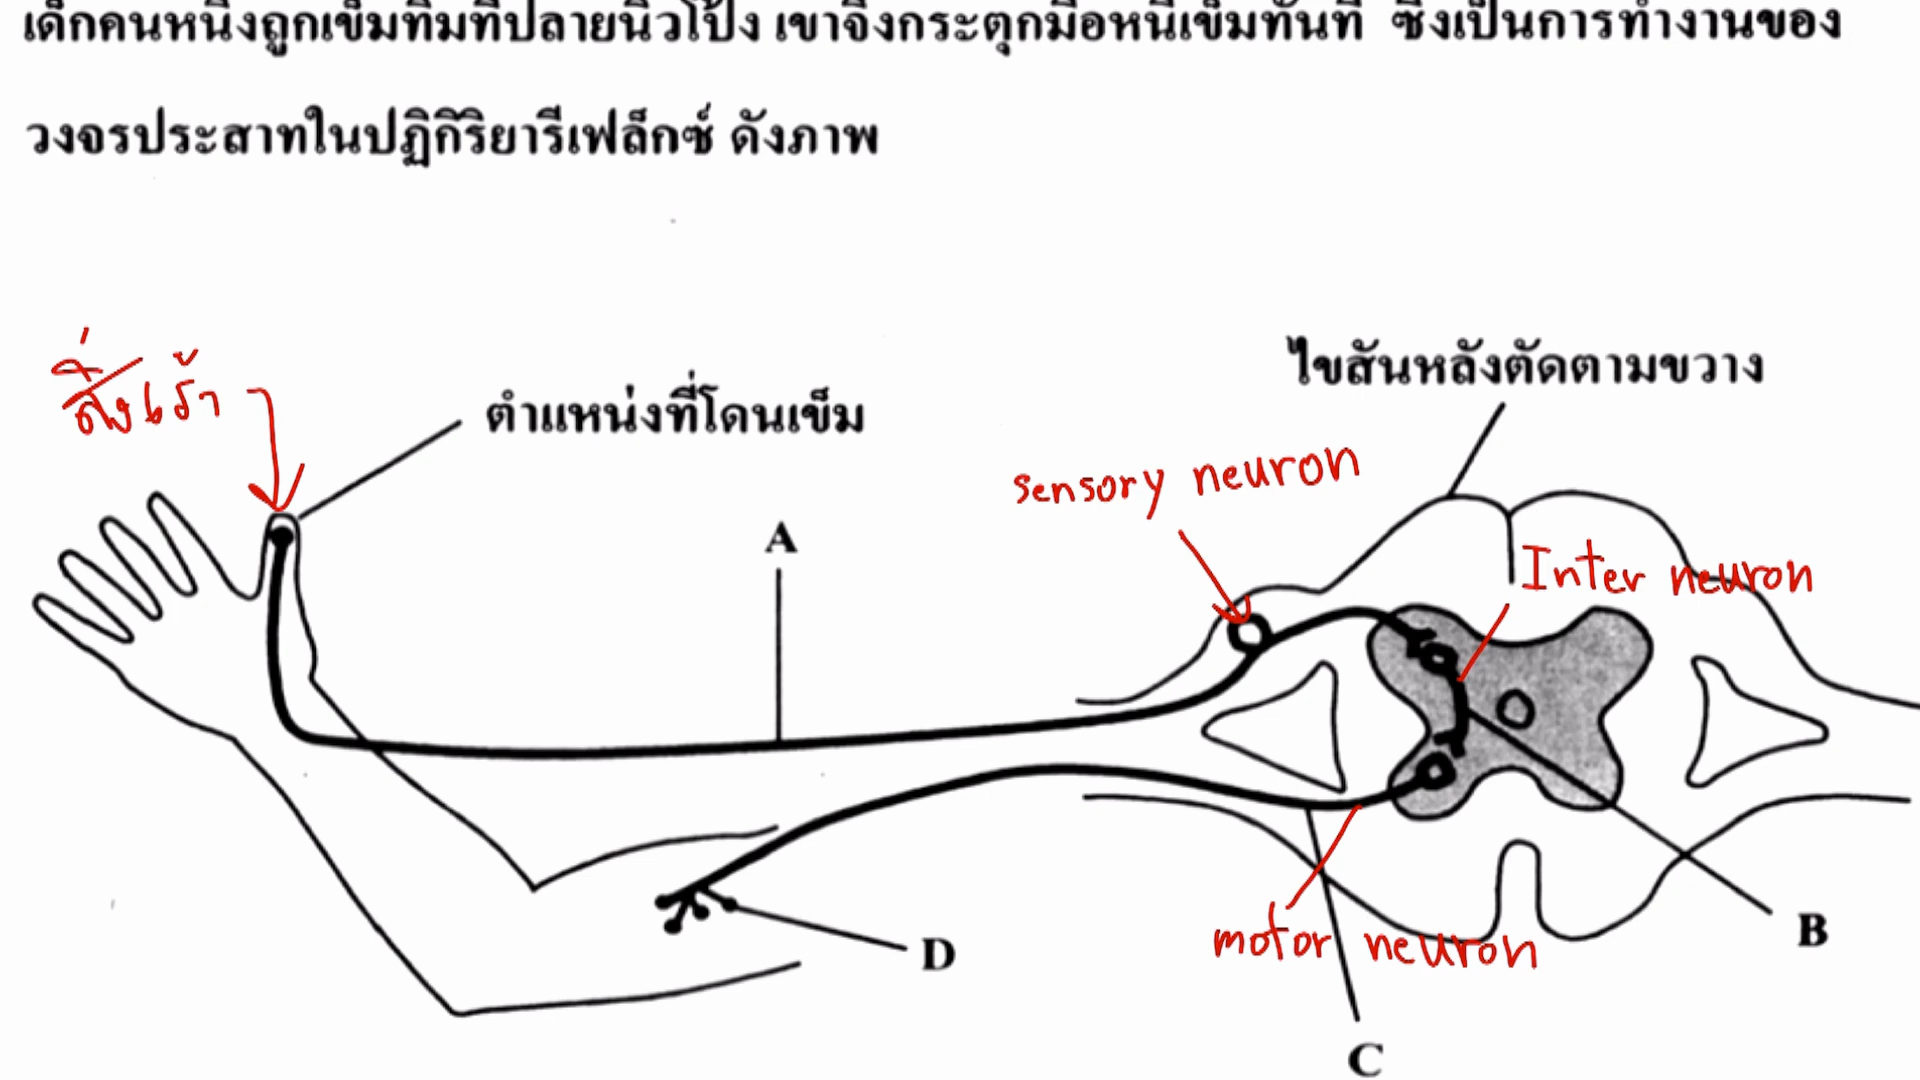 เด็กคนหนึ่งถูกเข็มทิ่มที่ปลายนิ้วโป้ง เขาจึงกระตุกมือหนีเข็มทันที ซึ่งเป็นการทำงานของ
วงจรประสาทในปฏิกิริยารีเฟล็กซ์ ดังภาพ
ไขสันหลังตัดตามขวาง
สิ่งเร้า
ตำแหน่งที่โดนเข็ม
sensory neuron
A
Inter neuron
B
D
motor neuron
C